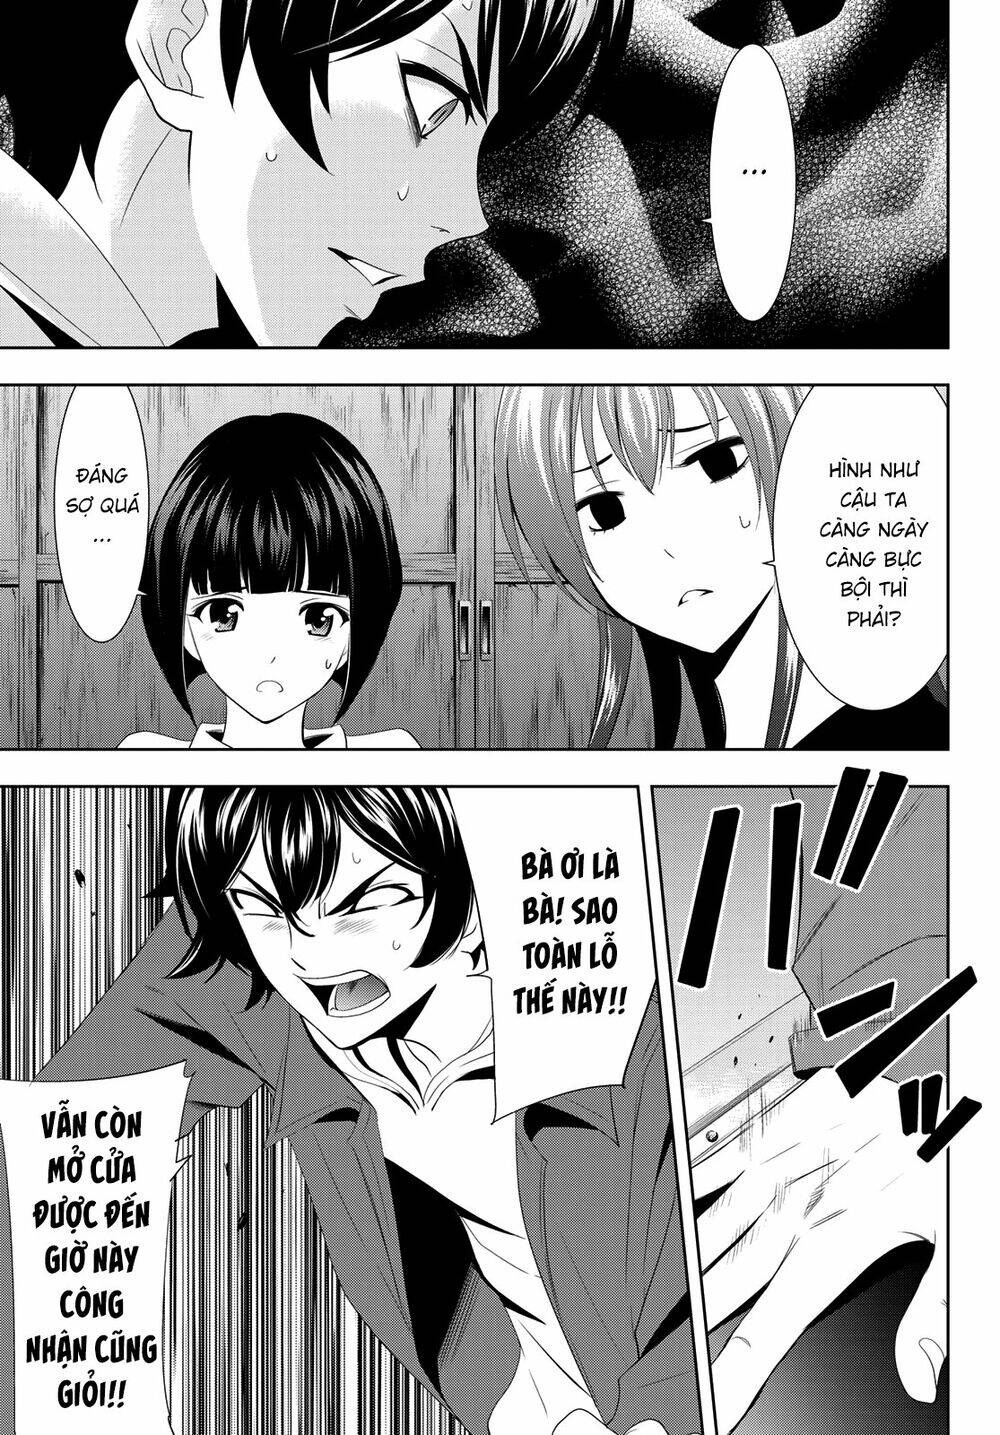 ...
HÌNH NHƯ
CẬU TA
CÀNG NGÀY
CÀNG BỰC
BỘI THÌ
PHẢI?
ĐÁNG
SỢ QUÁ
...
BÀ ƠI LÀ
BÀ! SAO
TOÀN LỖ
THẾ NÀY!!
VẪN CÒN
MỞ CỬA
ĐƯỢC ĐẾN
GIỜ NÀY
CÔNG
NHẬN CŨNG
GIỎI!!